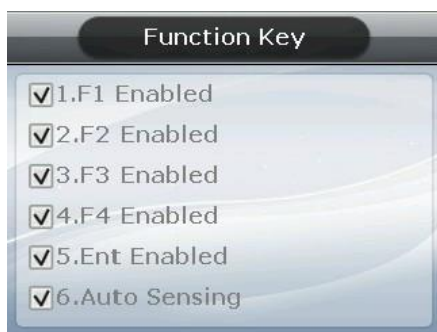 Function Key
1.F1 Enabled
2.F2 Enabled
3.F3 Enabled
4.F4 Enabled
5.Ent Enabled
6.Auto Sensing